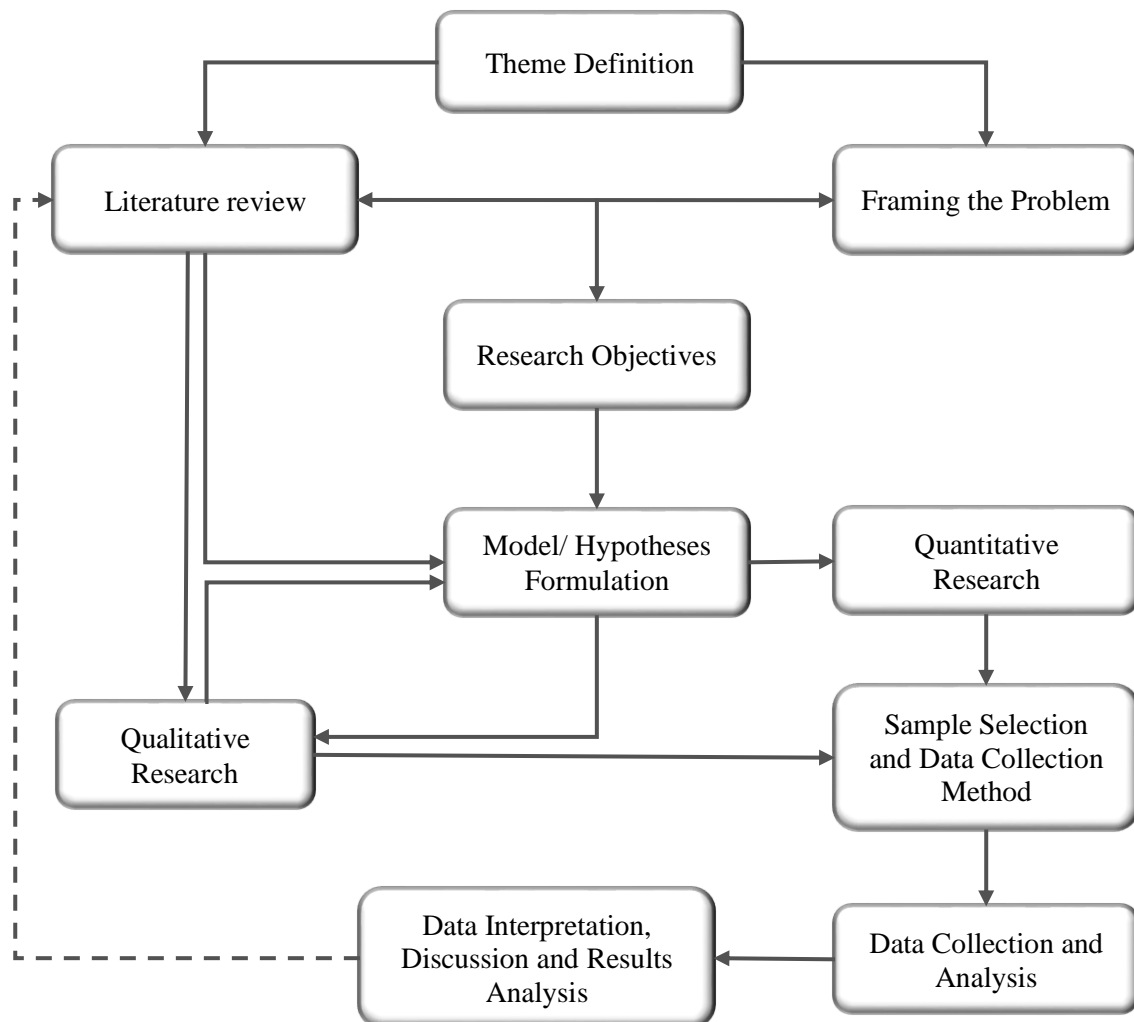 Theme Definition
Literature review
Framing the Problem
Research Objectives
Model/ Hypotheses
Formulation
Quantitative
Research
Qualitative
Research
Sample Selection
and Data Collection
Method
Data Interpretation,
Discussion and Results
Analysis
Data Collection and
Analysis